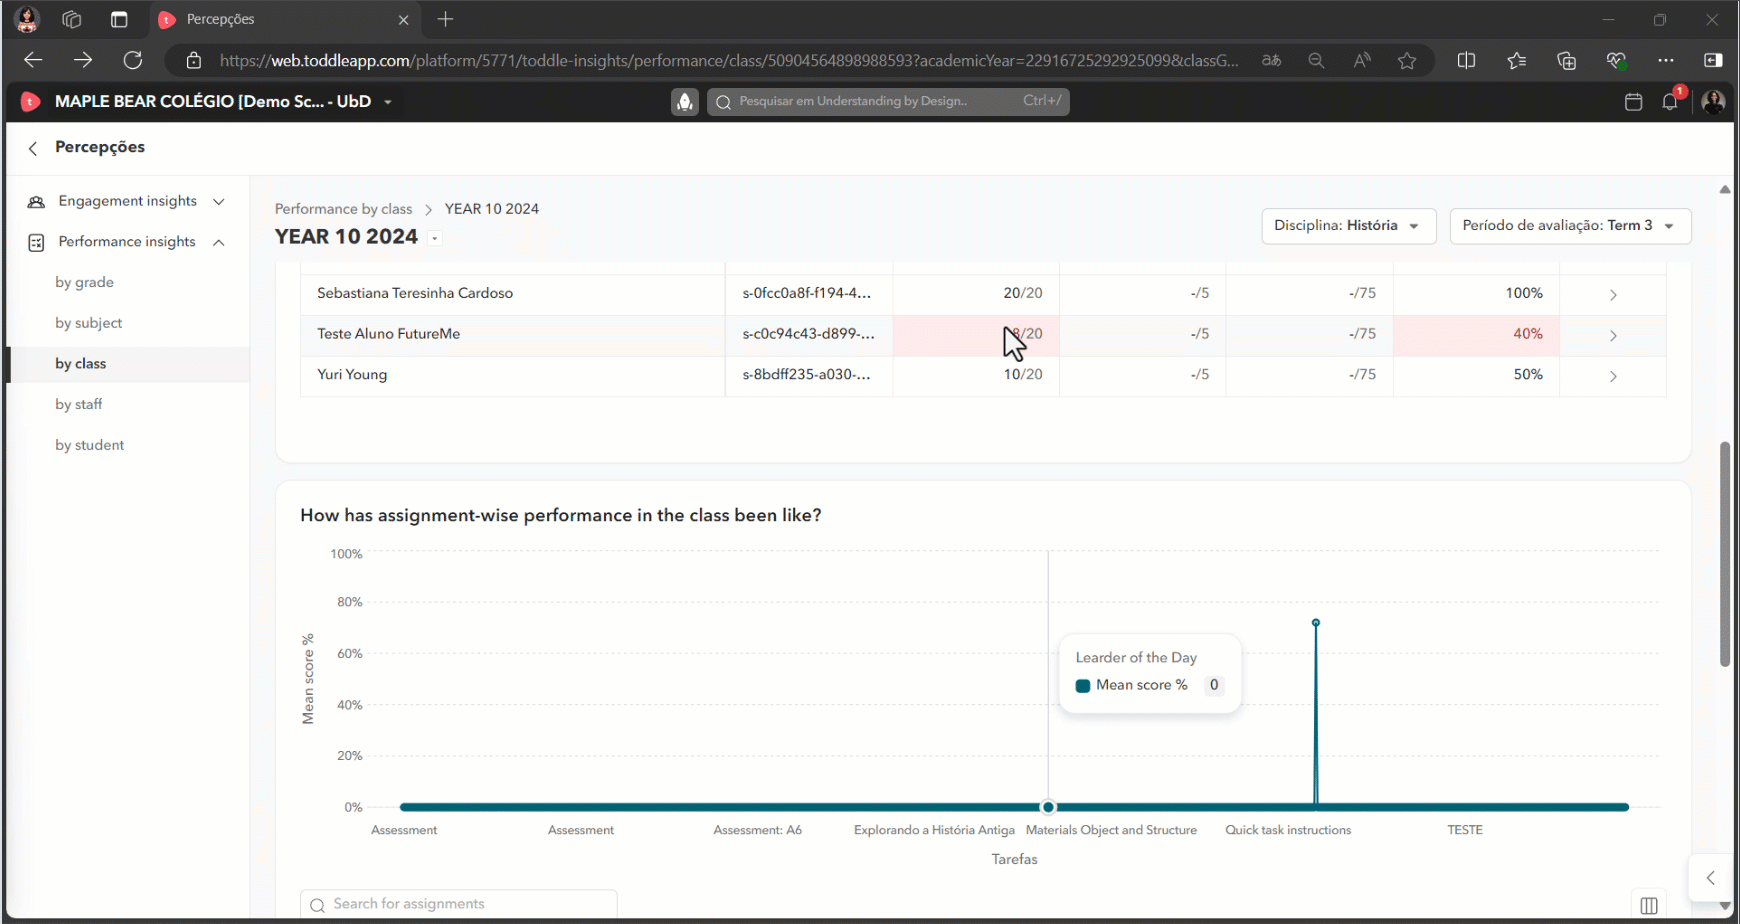 Percepções
https://web.toddleapp.com/platform/5771/toddle-insights/performance/class/50904564898988593?academicYear=22916725292925099&classG...
MAPLE BEAR COLÉGIO [Demo Sc... - UbD
Pesquisar em Understanding by Design..
Ctrl+/
1
Percepções
Engagement insights
Performance insights
by grade
by subject
by class
by staff
by student
Performance by class > YEAR 10 2024
YEAR 10 2024
Disciplina: História
Período de avaliação: Term 3
Sebastiana Teresinha Cardoso s-0fcc0a8f-f194-4... 20/20 -/5 -/75 100%
Teste Aluno FutureMe s-c0c94c43-d899-... 8/20 -/5 -/75 40%
Yuri Young s-8bdff235-a030-... 10/20 -/5 -/75 50%
How has assignment-wise performance in the class been like?
100%
80%
60%
40%
20%
0%
Mean score %
Learder of the Day
Mean score % 0
Assessment Assessment Assessment: A6 Explorando a História Antiga Materials Object and Structure Quick task instructions TESTE
Tarefas
Search for assignments